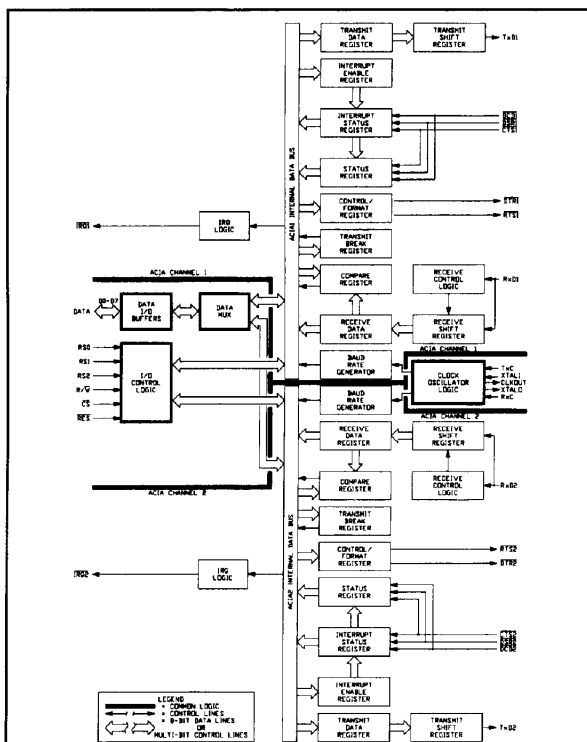 TRANSMIT DATA REGISTER
TRANSMIT SHIFT REGISTER
TxD1
INTERRUPT ENABLE REGISTER
INTERRUPT STATUS REGISTER
CTS1
STATUS REGISTER
CONTROL/ FORMAT REGISTER
DTR1
RTS1
ACIA1 INTERNAL DATA BUS
IRQ1
IRQ LOGIC
TRANSMIT BREAK REGISTER
ACIA CHANNEL 1
COMPARE REGISTER
RECEIVE CONTROL LOGIC
RxD1
D0-D7
DATA
DATA I/O BUFFERS
DATA MUX
RECEIVE DATA REGISTER
RECEIVE SHIFT REGISTER
ACIA CHANNEL 1
RS0
RS1
RS2
R/W
CS
RES
I/O CONTROL LOGIC
BAUD RATE GENERATOR
BAUD RATE GENERATOR
CLOCK OSCILLATOR LOGIC
TxC
XTALI
CLKOUT
XTALO
RxC
ACIA CHANNEL 2
RECEIVE DATA REGISTER
RECEIVE SHIFT REGISTER
COMPARE REGISTER
RECEIVE CONTROL LOGIC
RxD2
ACIA CHANNEL 2
TRANSMIT BREAK REGISTER
CONTROL/ FORMAT REGISTER
RTS2
DTR2
IRQ2
IRQ LOGIC
ACIA2 INTERNAL DATA BUS
STATUS REGISTER
INTERRUPT STATUS REGISTER
INTERRUPT ENABLE REGISTER
TRANSMIT DATA REGISTER
TRANSMIT SHIFT REGISTER
TxD2
LEGEND
= COMMON LOGIC
= CONTROL LINES
= 8-BIT DATA LINES
OR
MULTI-BIT CONTROL LINES